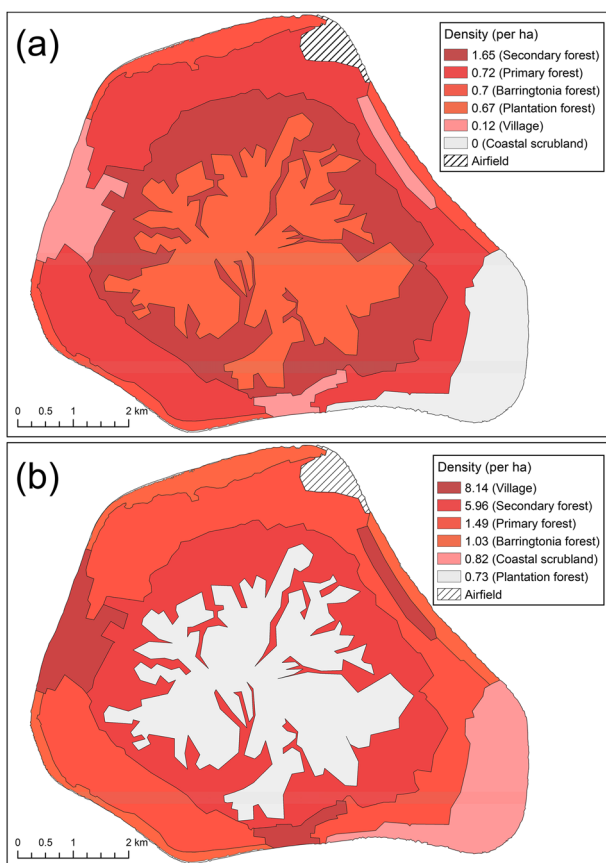 (a)
Density (per ha)
1.65 (Secondary forest)
0.72 (Primary forest)
0.7 (Barringtonia forest)
0.67 (Plantation forest)
0.12 (Village)
0 (Coastal scrubland)
Airfield
0 0.5 1 2 km
(b)
Density (per ha)
8.14 (Village)
5.96 (Secondary forest)
1.49 (Primary forest)
1.03 (Barringtonia forest)
0.82 (Coastal scrubland)
0.73 (Plantation forest)
Airfield
0 0.5 1 2 km